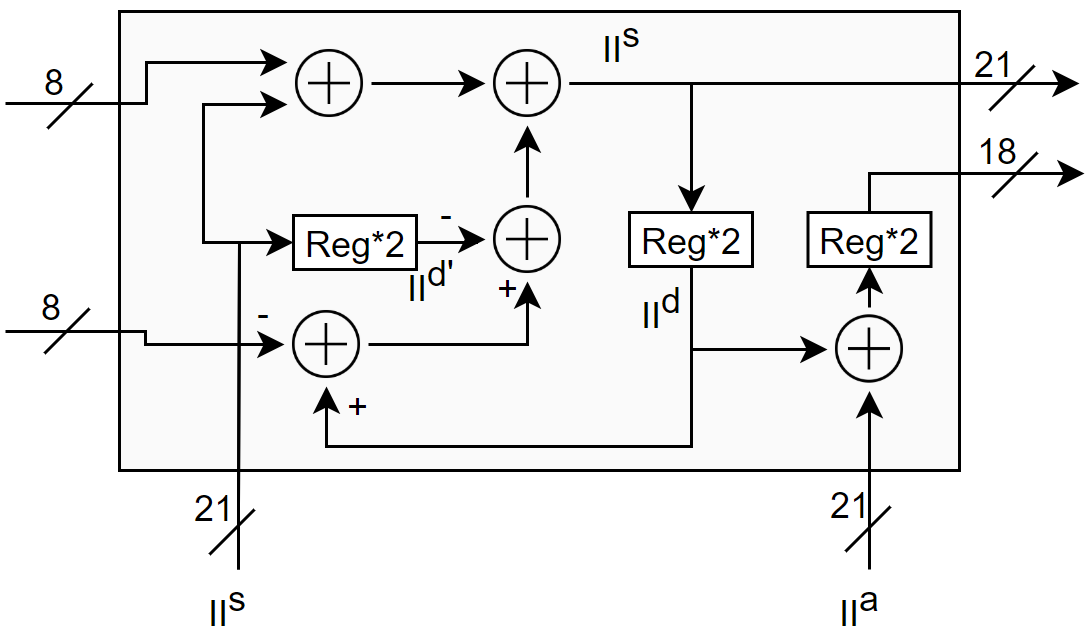 II^s
21
8
18
-
Reg*2
Reg*2
Reg*2
II^d'
+
II^d
8
-
+
21
21
II^s
II^a